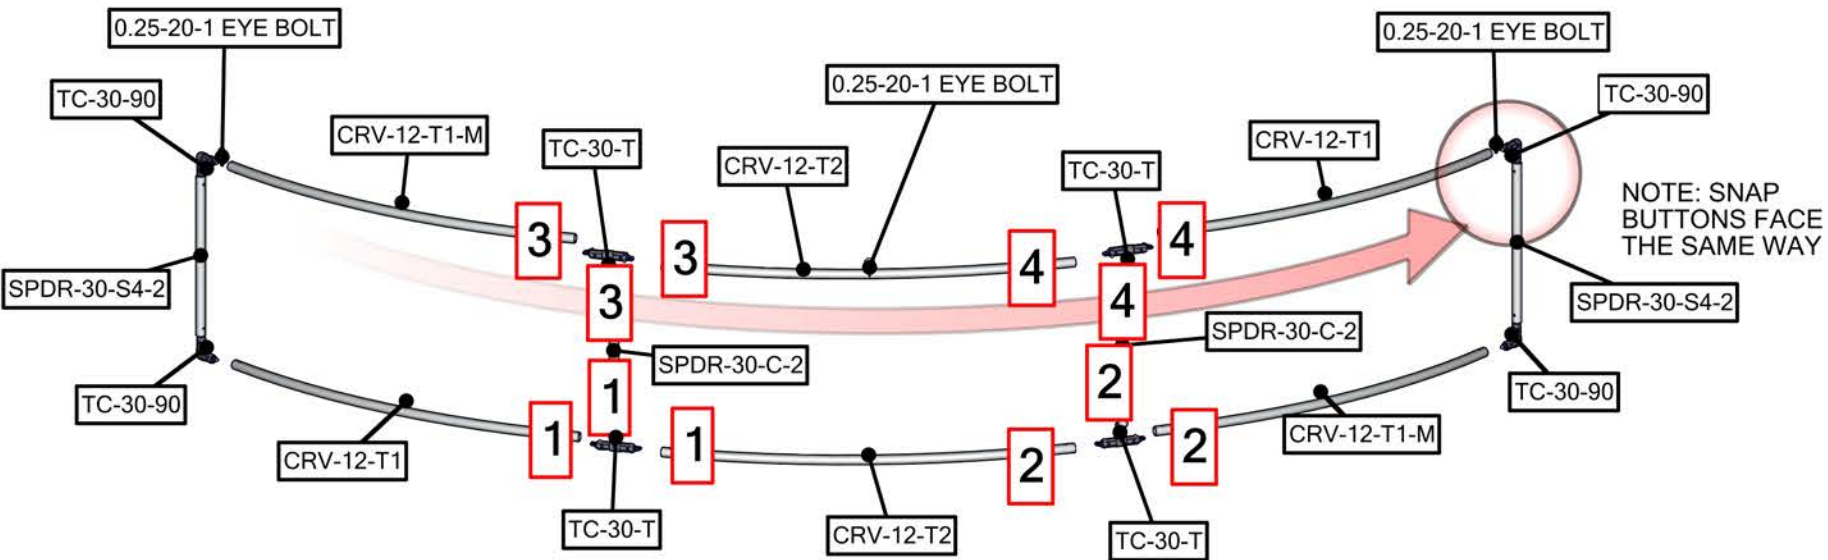 0.25-20-1 EYE BOLT
0.25-20-1 EYE BOLT
0.25-20-1 EYE BOLT
TC-30-90
TC-30-90
CRV-12-T1-M
TC-30-T
CRV-12-T2
TC-30-T
CRV-12-T1
NOTE: SNAP
BUTTONS FACE
THE SAME WAY
3
3
4
4
3
4
SPDR-30-S4-2
SPDR-30-S4-2
SPDR-30-C-2
SPDR-30-C-2
1
2
TC-30-90
TC-30-90
1
1
2
2
CRV-12-T1
CRV-12-T1-M
TC-30-T
CRV-12-T2
TC-30-T